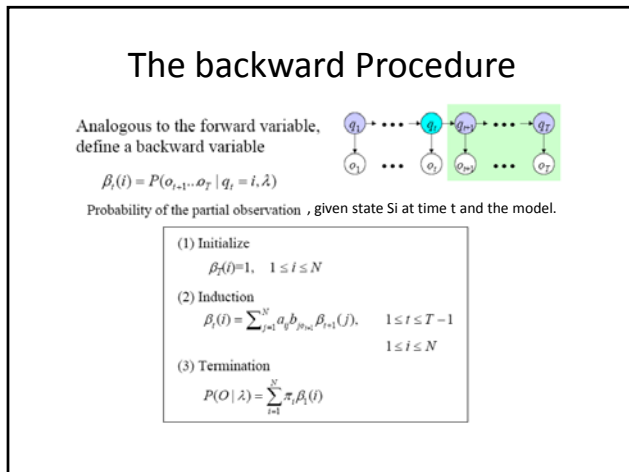 The backward Procedure
Analogous to the forward variable,
define a backward variable
β_t(i) = P(o_{t+1}..o_T | q_t = i, λ)
q_1 ••• q_t q_{t+1} ••• q_T
o_1 ••• o_t o_{t+1} ••• o_T
Probability of the partial observation , given state Si at time t and the model.
(1) Initialize
β_T(i)=1, 1 ≤ i ≤ N
(2) Induction
β_t(i) = ∑_{j=1}^{N} a_{ij} b_{jo_{t+1}} β_{t+1}(j), 1 ≤ t ≤ T − 1
1 ≤ i ≤ N
(3) Termination
P(O | λ) = ∑_{i=1}^{N} π_i β_1(i)